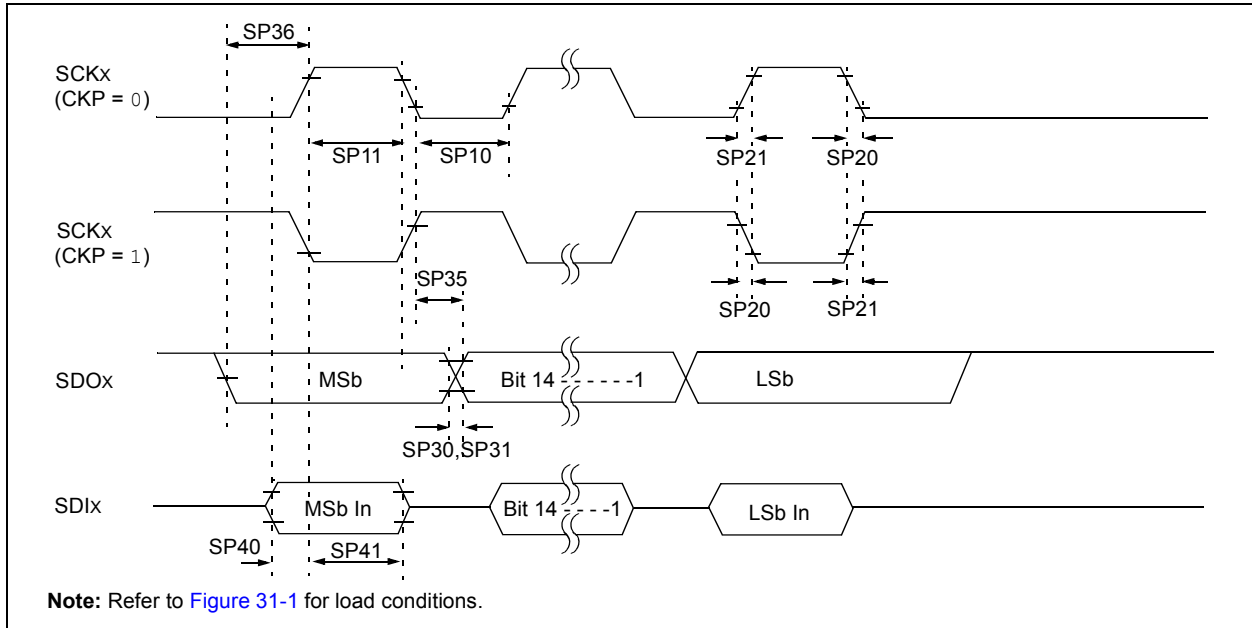 SP36
SCKx
(CKP = 0)
SP11
SP10
SP21
SP20
SCKx
(CKP = 1)
SP35
SP20
SP21
SDOx
MSb
Bit 14 - - - - - -1
LSb
SP30,SP31
SDIx
MSb In
Bit 14 - - - - -1
LSb In
SP40
SP41
Note: Refer to Figure 31-1 for load conditions.